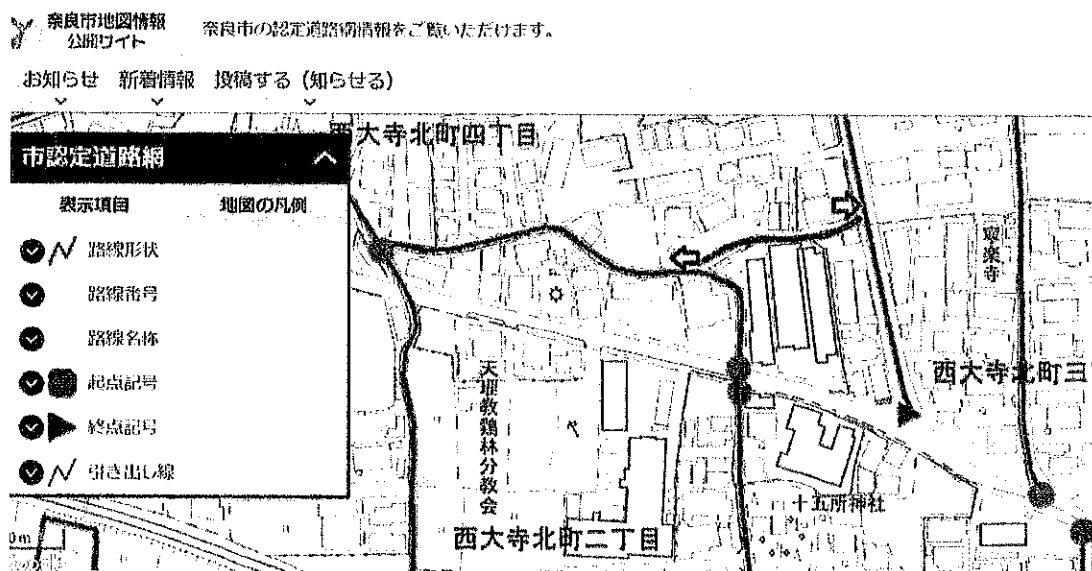 奈良市地図情報
公開サイト
奈良市の認定道路網情報をご覧いただけます。
お知らせ 新着情報 投稿する（知らせる）
西大寺北町四丁目
市認定道路網
表示項目 地図の凡例
路線形状
路線番号
路線名称
起点記号
終点記号
引き出し線
西大寺北町三
天理教鶏林分教会
十五所神社
西大寺北町二丁目
0m